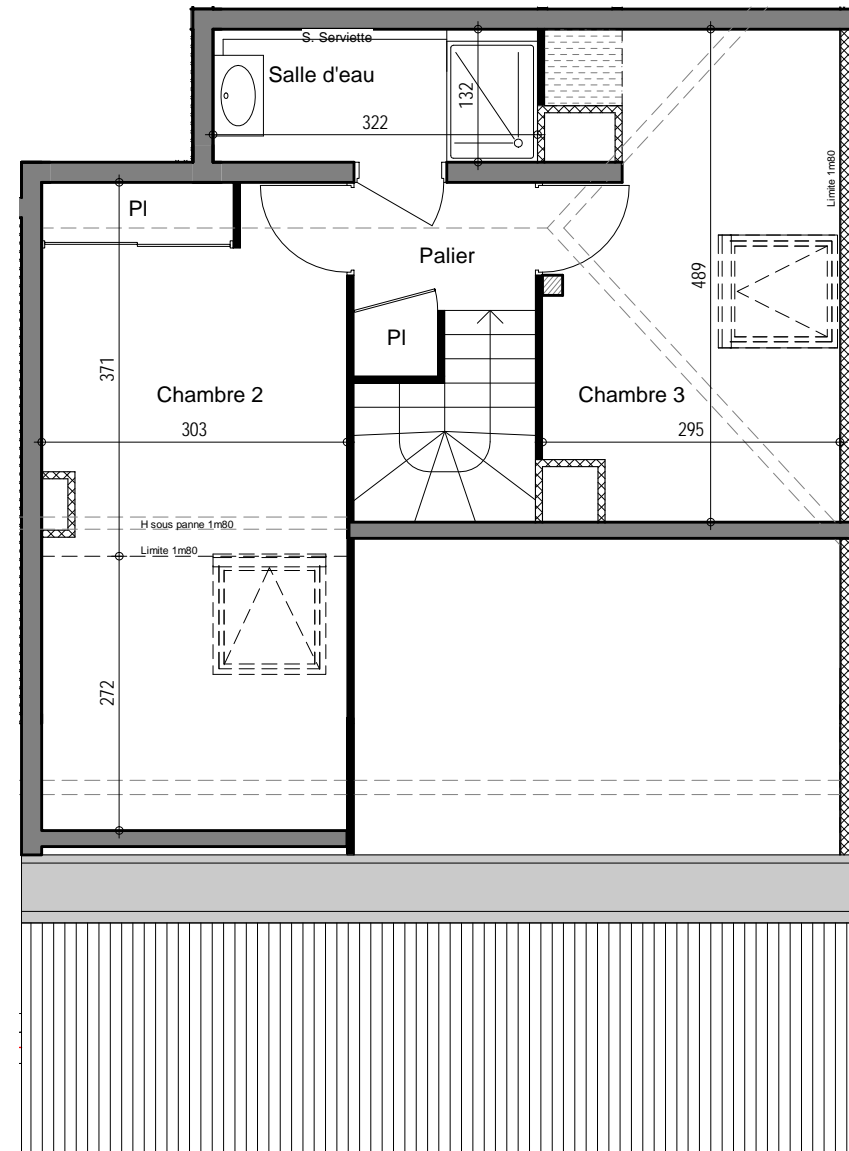 S. Serviette
Salle d'eau
132
322
Limite 1m80
Pl
Palier
489
Pl
371
Chambre 2
Chambre 3
303
295
H sous panne 1m80
Limite 1m80
272